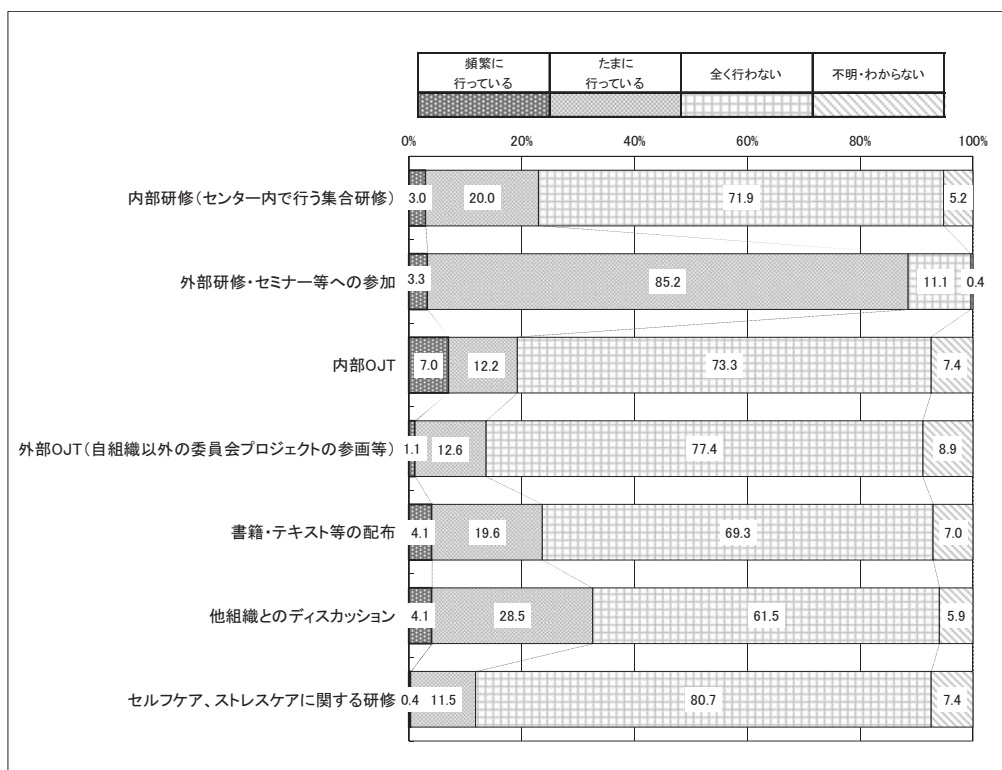 頻繁に
行っている
たまに
行っている
全く行わない
不明・わからない
0% 20% 40% 60% 80% 100%
内部研修(センター内で行う集合研修) 3.0 20.0 71.9 5.2
外部研修・セミナー等への参加 3.3 85.2 11.1 0.4
内部OJT 7.0 12.2 73.3 7.4
外部OJT(自組織以外の委員会プロジェクトの参画等) 1.1 12.6 77.4 8.9
書籍・テキスト等の配布 4.1 19.6 69.3 7.0
他組織とのディスカッション 4.1 28.5 61.5 5.9
セルフケア、ストレスケアに関する研修 0.4 11.5 80.7 7.4